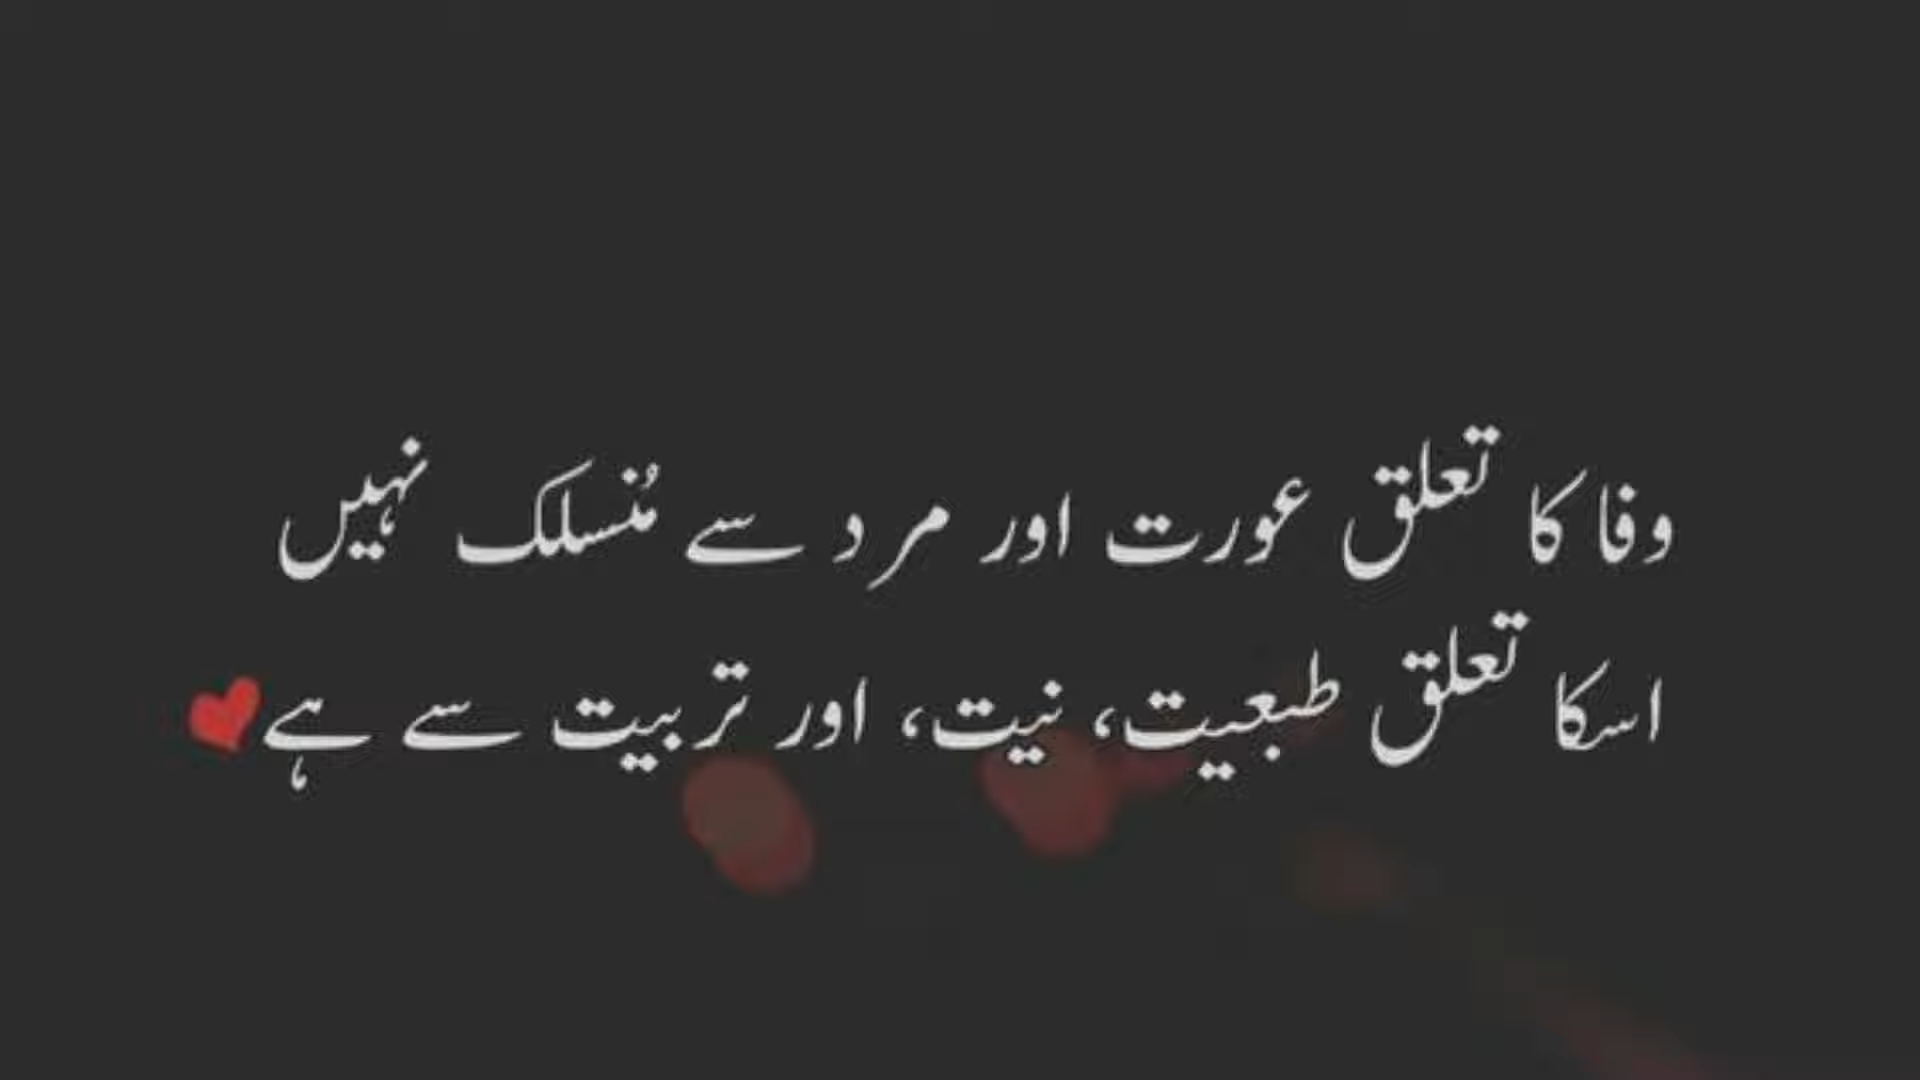 وفا کا تعلق عورت اور مرد سے مُنسلک نہیں
اسکا تعلق طبعیت، نیت، اور تربیت سے ہے❤